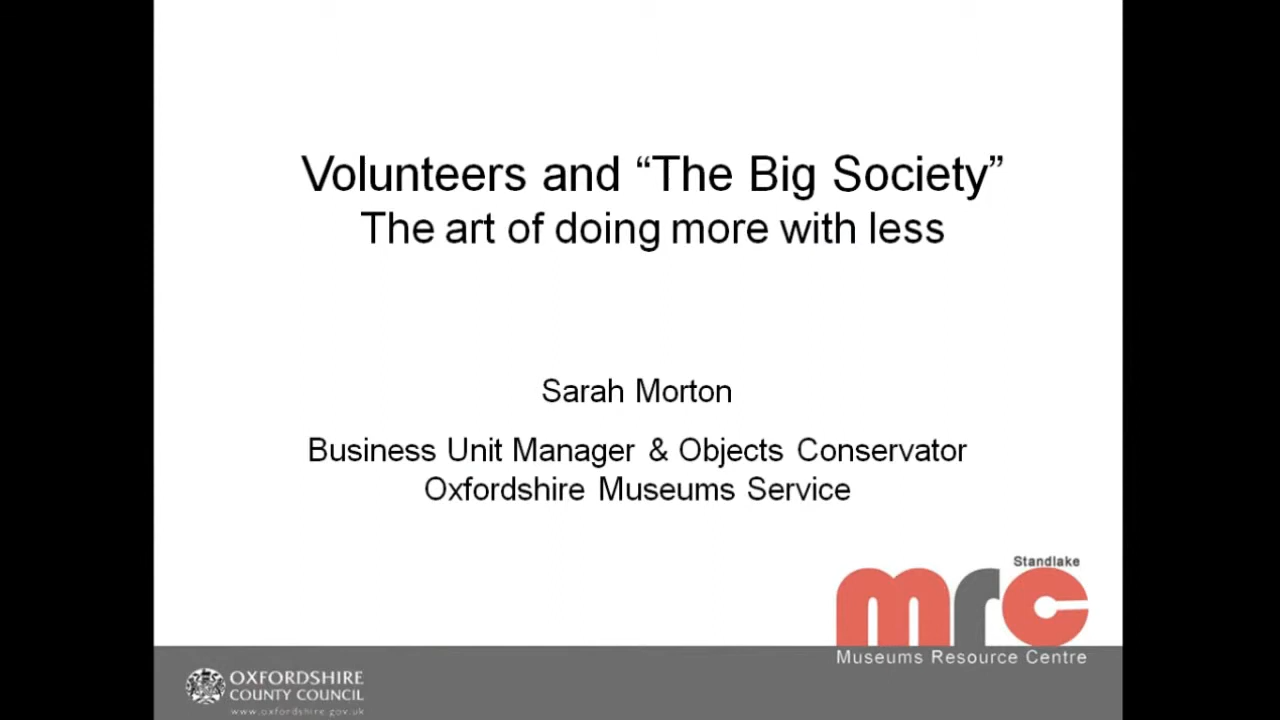 Volunteers and “The Big Society”
The art of doing more with less
Sarah Morton
Business Unit Manager & Objects Conservator
Oxfordshire Museums Service
Standlake
mrc
Museums Resource Centre
OXFORDSHIRE
COUNTY COUNCIL
www.oxfordshire.gov.uk